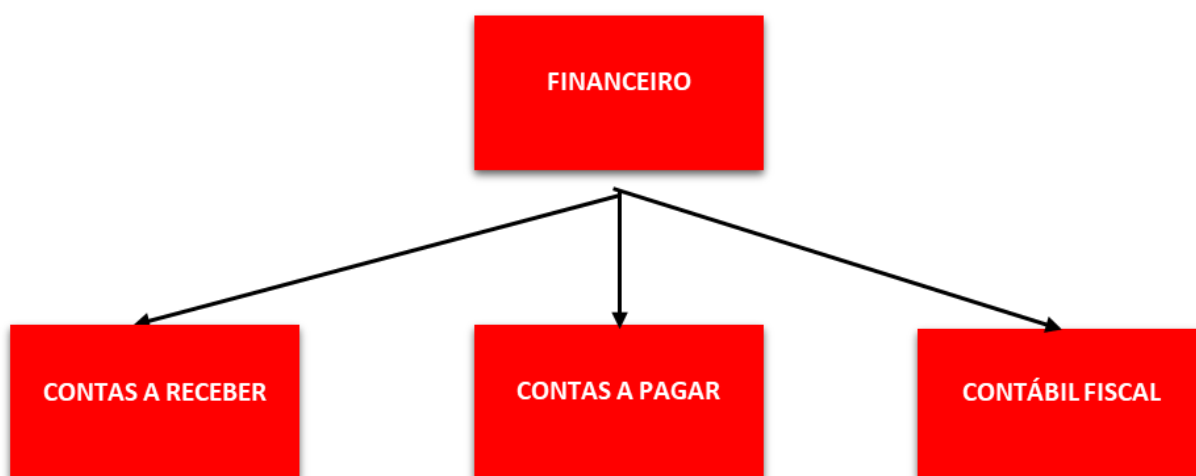 FINANCEIRO
CONTAS A RECEBER
CONTAS A PAGAR
CONTÁBIL FISCAL